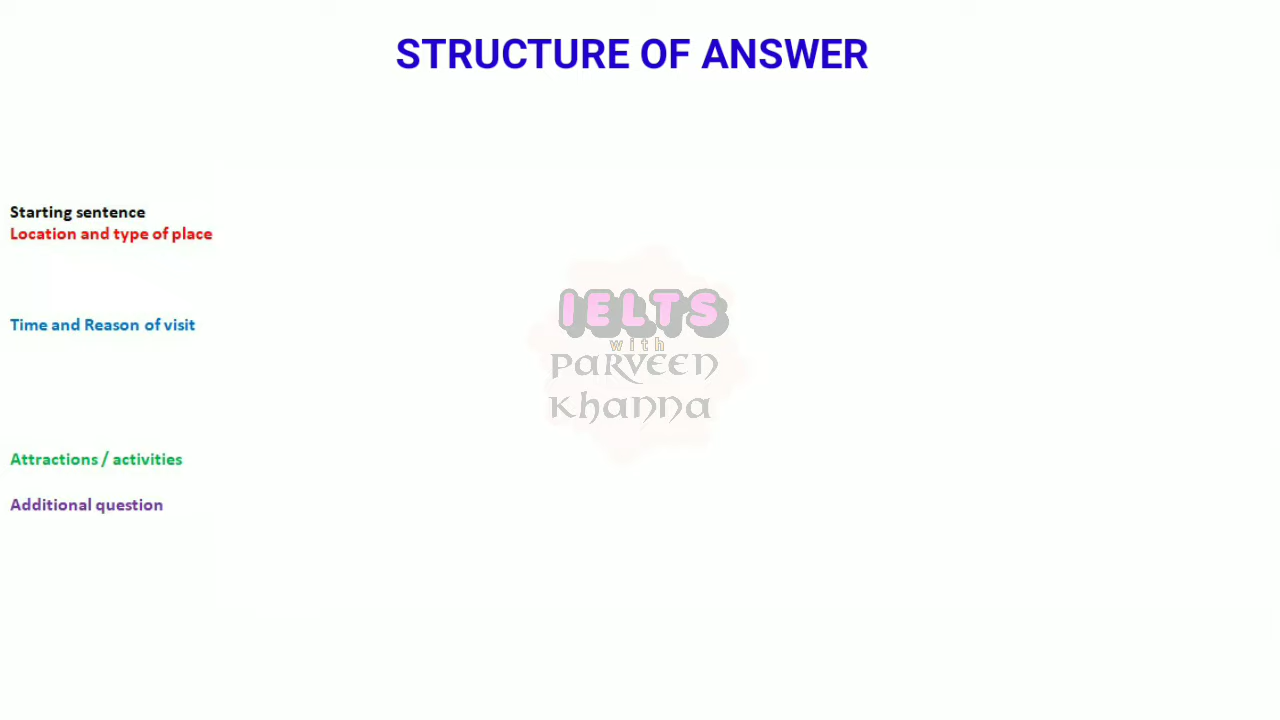 STRUCTURE OF ANSWER
Starting sentence
Location and type of place
IELTS
with
Time and Reason of visit
PARVEEN
Khanna
Attractions / activities
Additional question